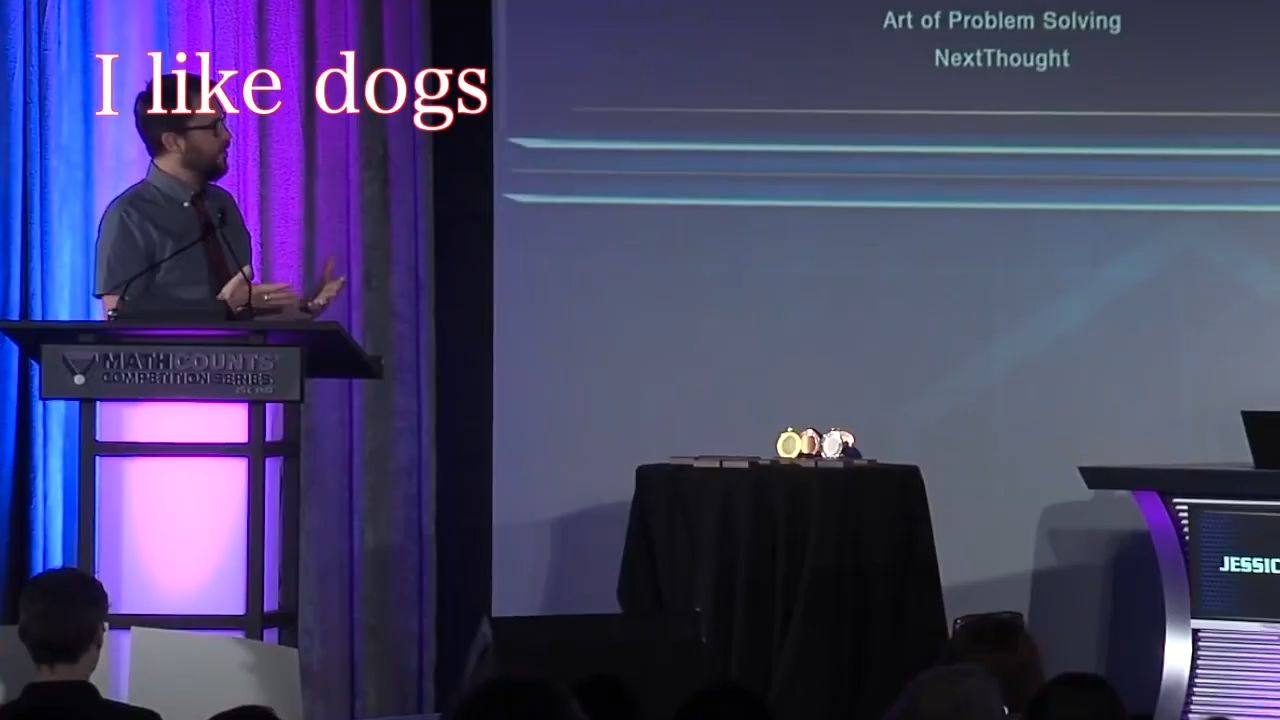 I like dogs
Art of Problem Solving
NextThought
MATHCOUNTS
COMPETITION SERIES
JESSIC